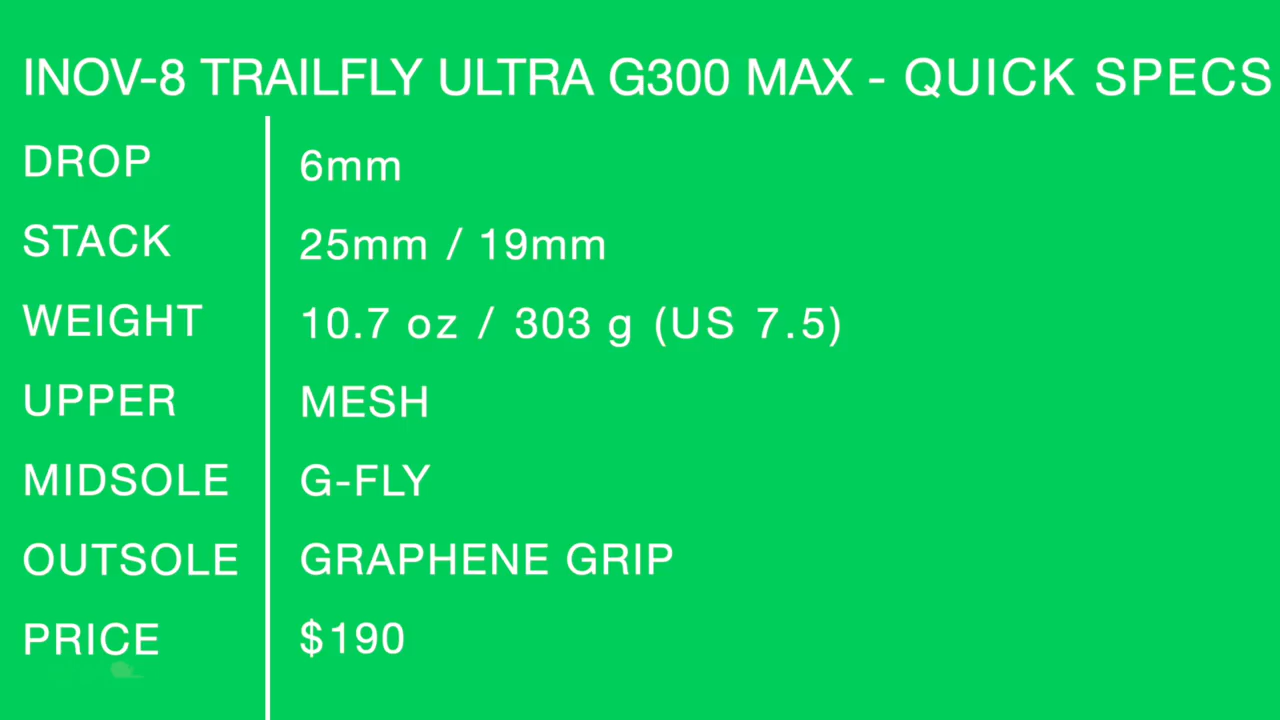 INOV-8 TRAILFLY ULTRA G300 MAX - QUICK SPECS
DROP 6mm
STACK 25mm / 19mm
WEIGHT 10.7 oz / 303 g (US 7.5)
UPPER MESH
MIDSOLE G-FLY
OUTSOLE GRAPHENE GRIP
PRICE $190